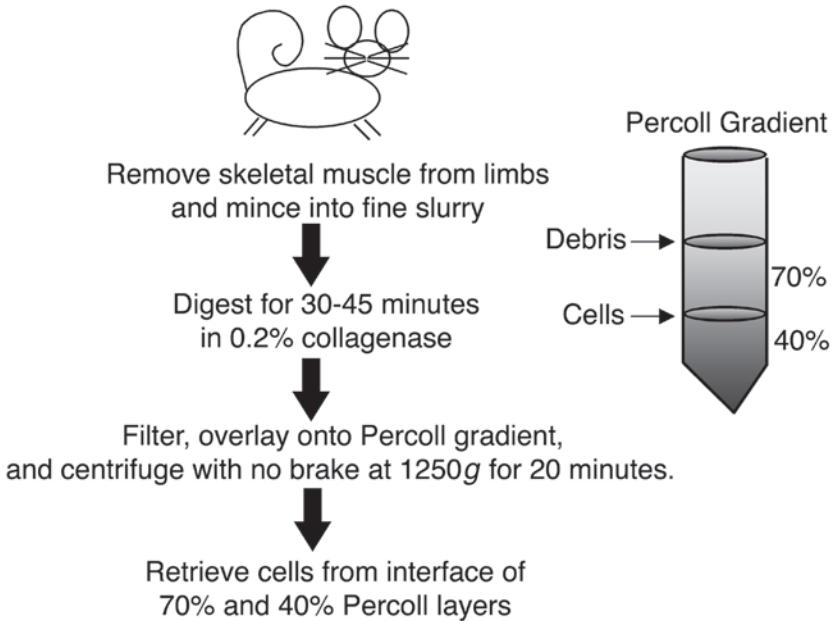 Remove skeletal muscle from limbs
and mince into fine slurry
Digest for 30-45 minutes
in 0.2% collagenase
Filter, overlay onto Percoll gradient,
and centrifuge with no brake at 1250g for 20 minutes.
Retrieve cells from interface of
70% and 40% Percoll layers
Percoll Gradient
Debris
70%
Cells
40%